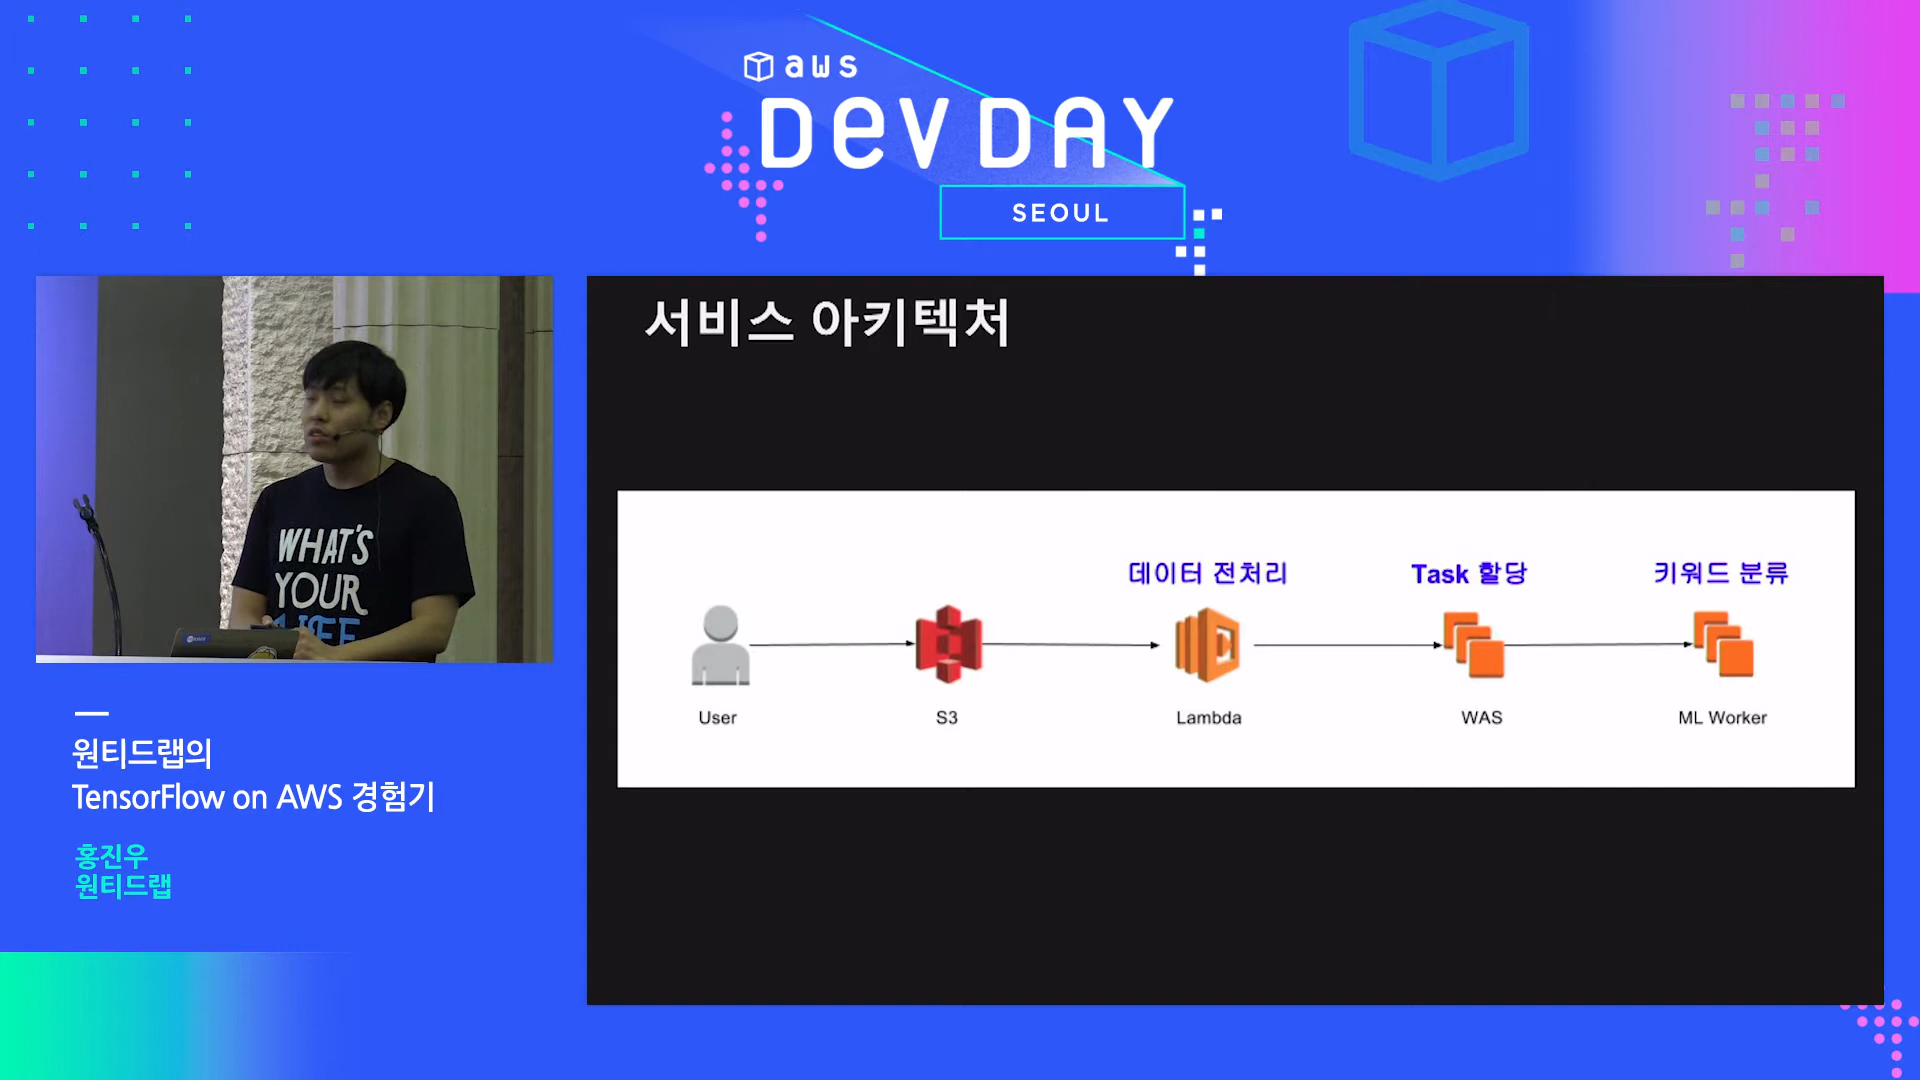 aws
DEV DAY
SEOUL
서비스 아키텍처
WHAT'S
YOUR
LIFE
데이터 전처리
Task 할당
키워드 분류
User
S3
Lambda
WAS
ML Worker
원티드랩의
TensorFlow on AWS 경험기
홍진우
원티드랩